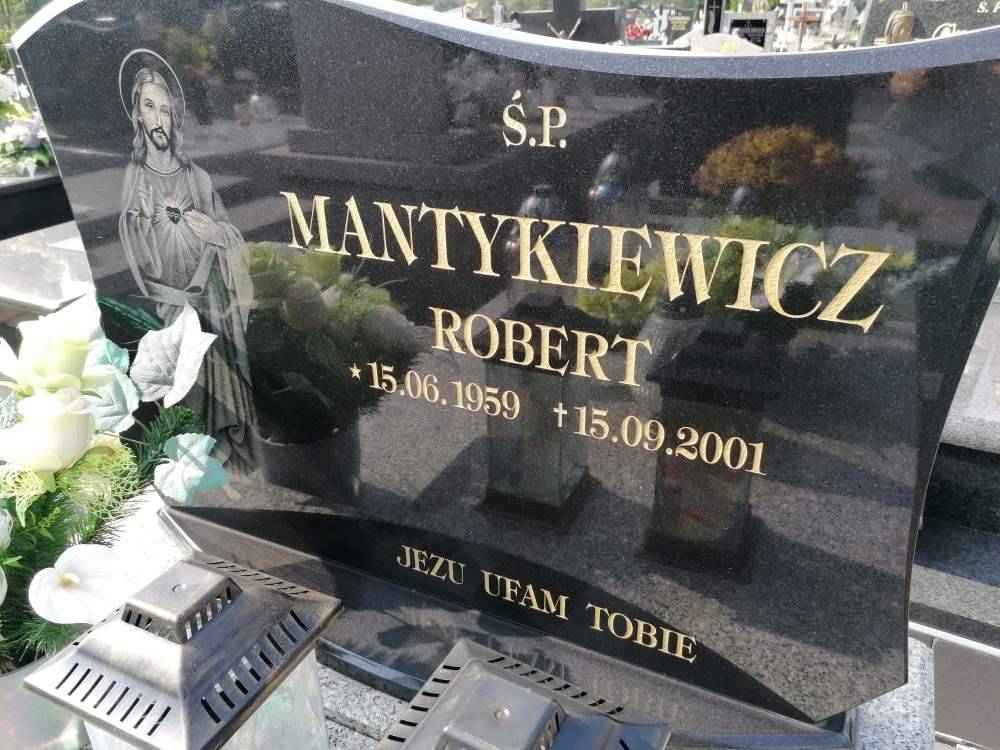 Ś.P.
MANTYKIEWICZ
ROBERT
★15.06.1959 ✝15.09.2001
JEZU UFAM TOBIE